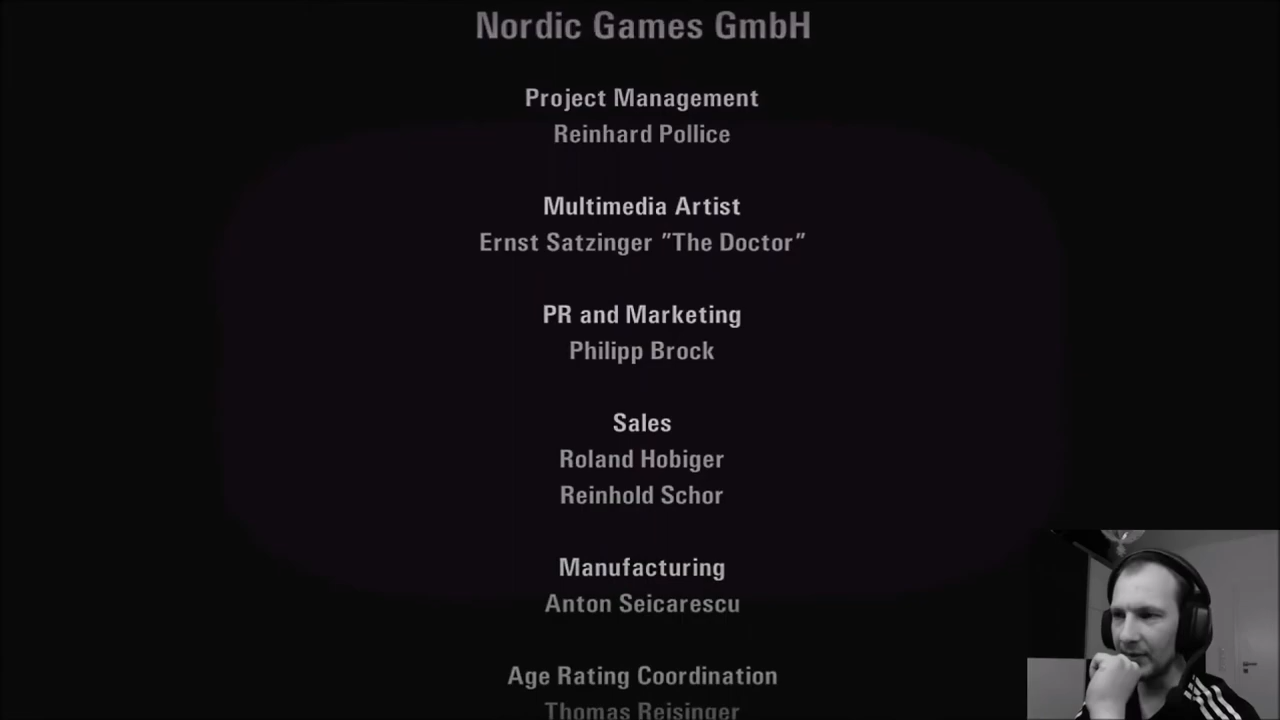 Nordic Games GmbH
Project Management
Reinhard Pollice
Multimedia Artist
Ernst Satzinger "The Doctor"
PR and Marketing
Philipp Brock
Sales
Roland Hobiger
Reinhold Schor
Manufacturing
Anton Seicarescu
Age Rating Coordination
Thomas Reisinger